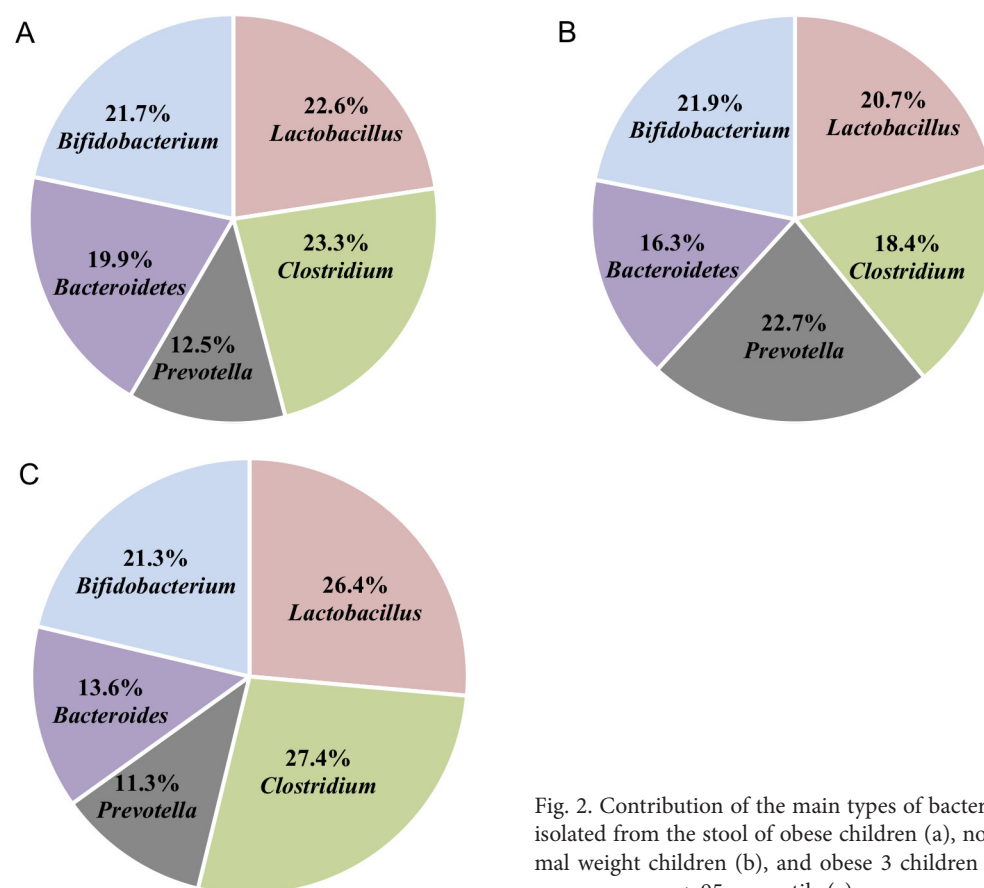 A
21.7%
Bifidobacterium
22.6%
Lactobacillus
19.9%
Bacteroidetes
23.3%
Clostridium
12.5%
Prevotella
B
21.9%
Bifidobacterium
20.7%
Lactobacillus
16.3%
Bacteroidetes
18.4%
Clostridium
22.7%
Prevotella
C
21.3%
Bifidobacterium
26.4%
Lactobacillus
13.6%
Bacteroides
27.4%
Clostridium
11.3%
Prevotella
Fig. 2. Contribution of the main types of bacter
isolated from the stool of obese children (a), no
mal weight children (b), and obese 3 children